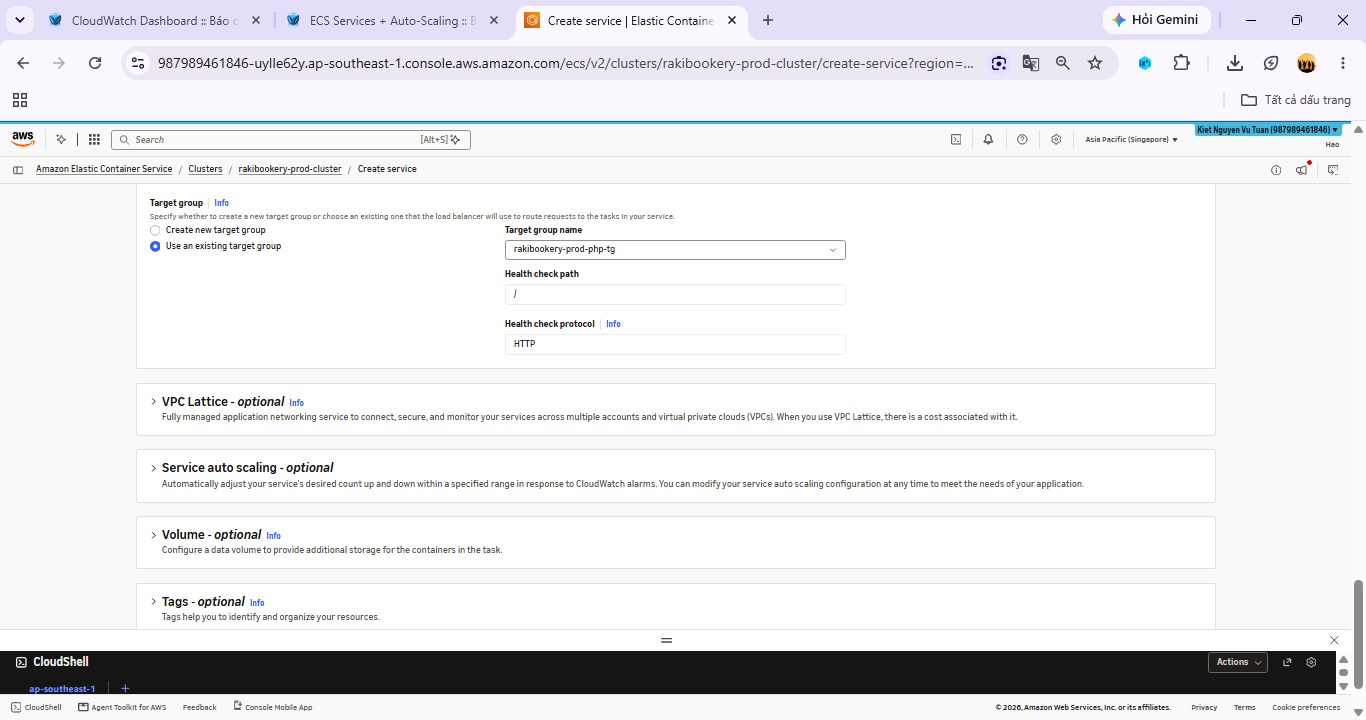 CloudWatch Dashboard :: Báo c
ECS Services + Auto-Scaling :: B
Create service | Elastic Containe
Hỏi Gemini
987989461846-uylle62y.ap-southeast-1.console.aws.amazon.com/ecs/v2/clusters/rakibookery-prod-cluster/create-service?region=...
Tất cả dấu trang
aws
Search
[Alt+S]
Asia Pacific (Singapore)
Kiet Nguyen Vu Tuan (987989461846)
Hao
Amazon Elastic Container Service / Clusters / rakibookery-prod-cluster / Create service
Target group Info
Specify whether to create a new target group or choose an existing one that the load balancer will use to route requests to the tasks in your service.
Create new target group
Use an existing target group
Target group name
rakibookery-prod-php-tg
Health check path
/
Health check protocol Info
HTTP
VPC Lattice - optional Info
Fully managed application networking service to connect, secure, and monitor your services across multiple accounts and virtual private clouds (VPCs). When you use VPC Lattice, there is a cost associated with it.
Service auto scaling - optional
Automatically adjust your service's desired count up and down within a specified range in response to CloudWatch alarms. You can modify your service auto scaling configuration at any time to meet the needs of your application.
Volume - optional Info
Configure a data volume to provide additional storage for the containers in the task.
Tags - optional Info
Tags help you to identify and organize your resources.
CloudShell
Actions
ap-southeast-1
+
CloudShell
Agent Toolkit for AWS
Feedback
Console Mobile App
© 2026, Amazon Web Services, Inc. or its affiliates.
Privacy
Terms
Cookie preferences